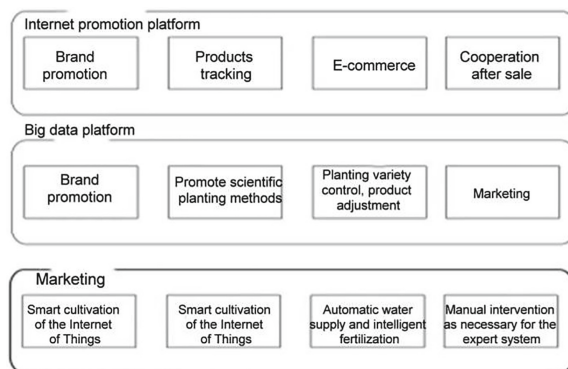 Internet promotion platform
Brand
promotion
Products
tracking
E-commerce
Cooperation
after sale
Big data platform
Brand
promotion
Promote scientific
planting methods
Planting variety
control, product
adjustment
Marketing
Marketing
Smart cultivation
of the Internet
of Things
Smart cultivation
of the Internet
of Things
Automatic water
supply and intelligent
fertilization
Manual intervention
as necessary for the
expert system